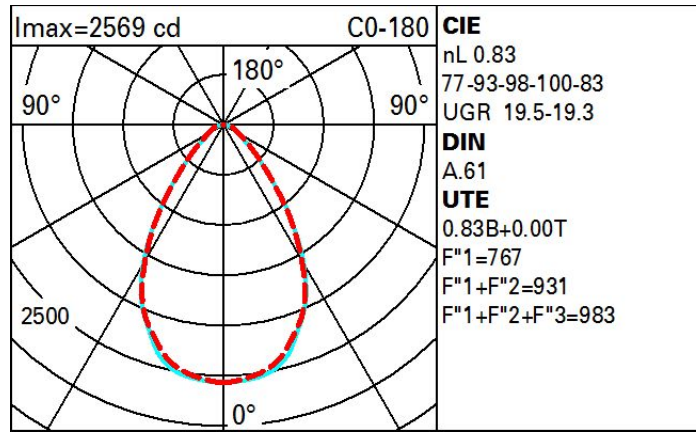 Imax=2569 cd C0-180
180°
90° 90°
2500
0°
CIE
nL 0.83
77-93-98-100-83
UGR 19.5-19.3
DIN
A.61
UTE
0.83B+0.00T
F"1=767
F"1+F"2=931
F"1+F"2+F"3=983